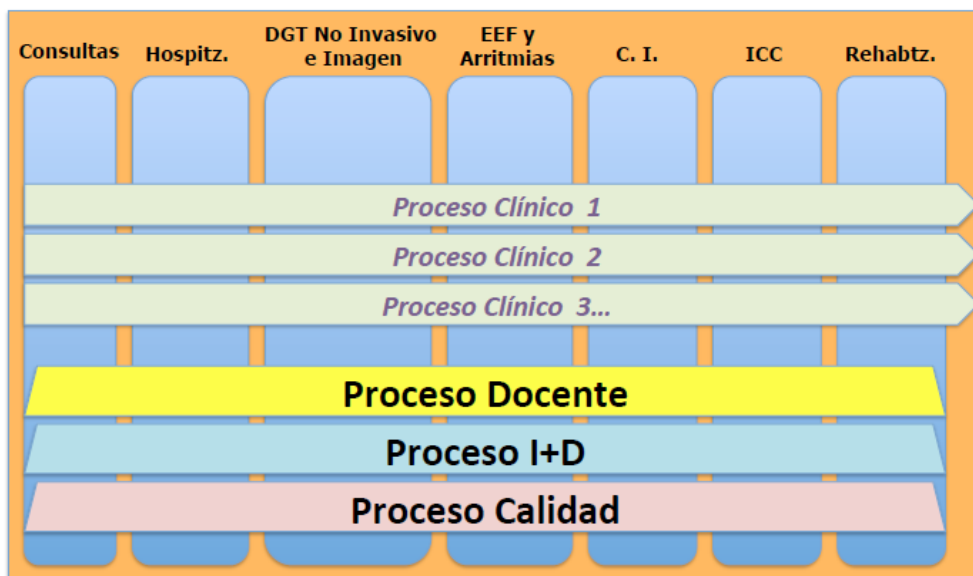 Consultas
Hospitz.
DGT No Invasivo
e Imagen
EEF y
Arritmias
C. I.
ICC
Rehabtz.
Proceso Clínico 1
Proceso Clínico 2
Proceso Clínico 3...
Proceso Docente
Proceso I+D
Proceso Calidad